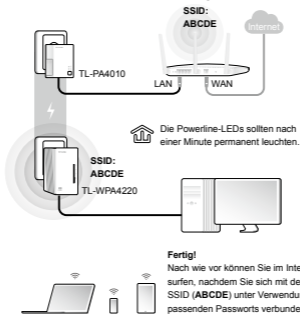 SSID:
ABCDE
Internet
TL-PA4010
LAN
WAN
Die Powerline-LEDs sollten nach
einer Minute permanent leuchten.
SSID:
ABCDE
TL-WPA4220
Fertig!
Nach wie vor können Sie im Inte
surfen, nachdem Sie sich mit de
SSID (ABCDE) unter Verwendu
passenden Passworts verbunde